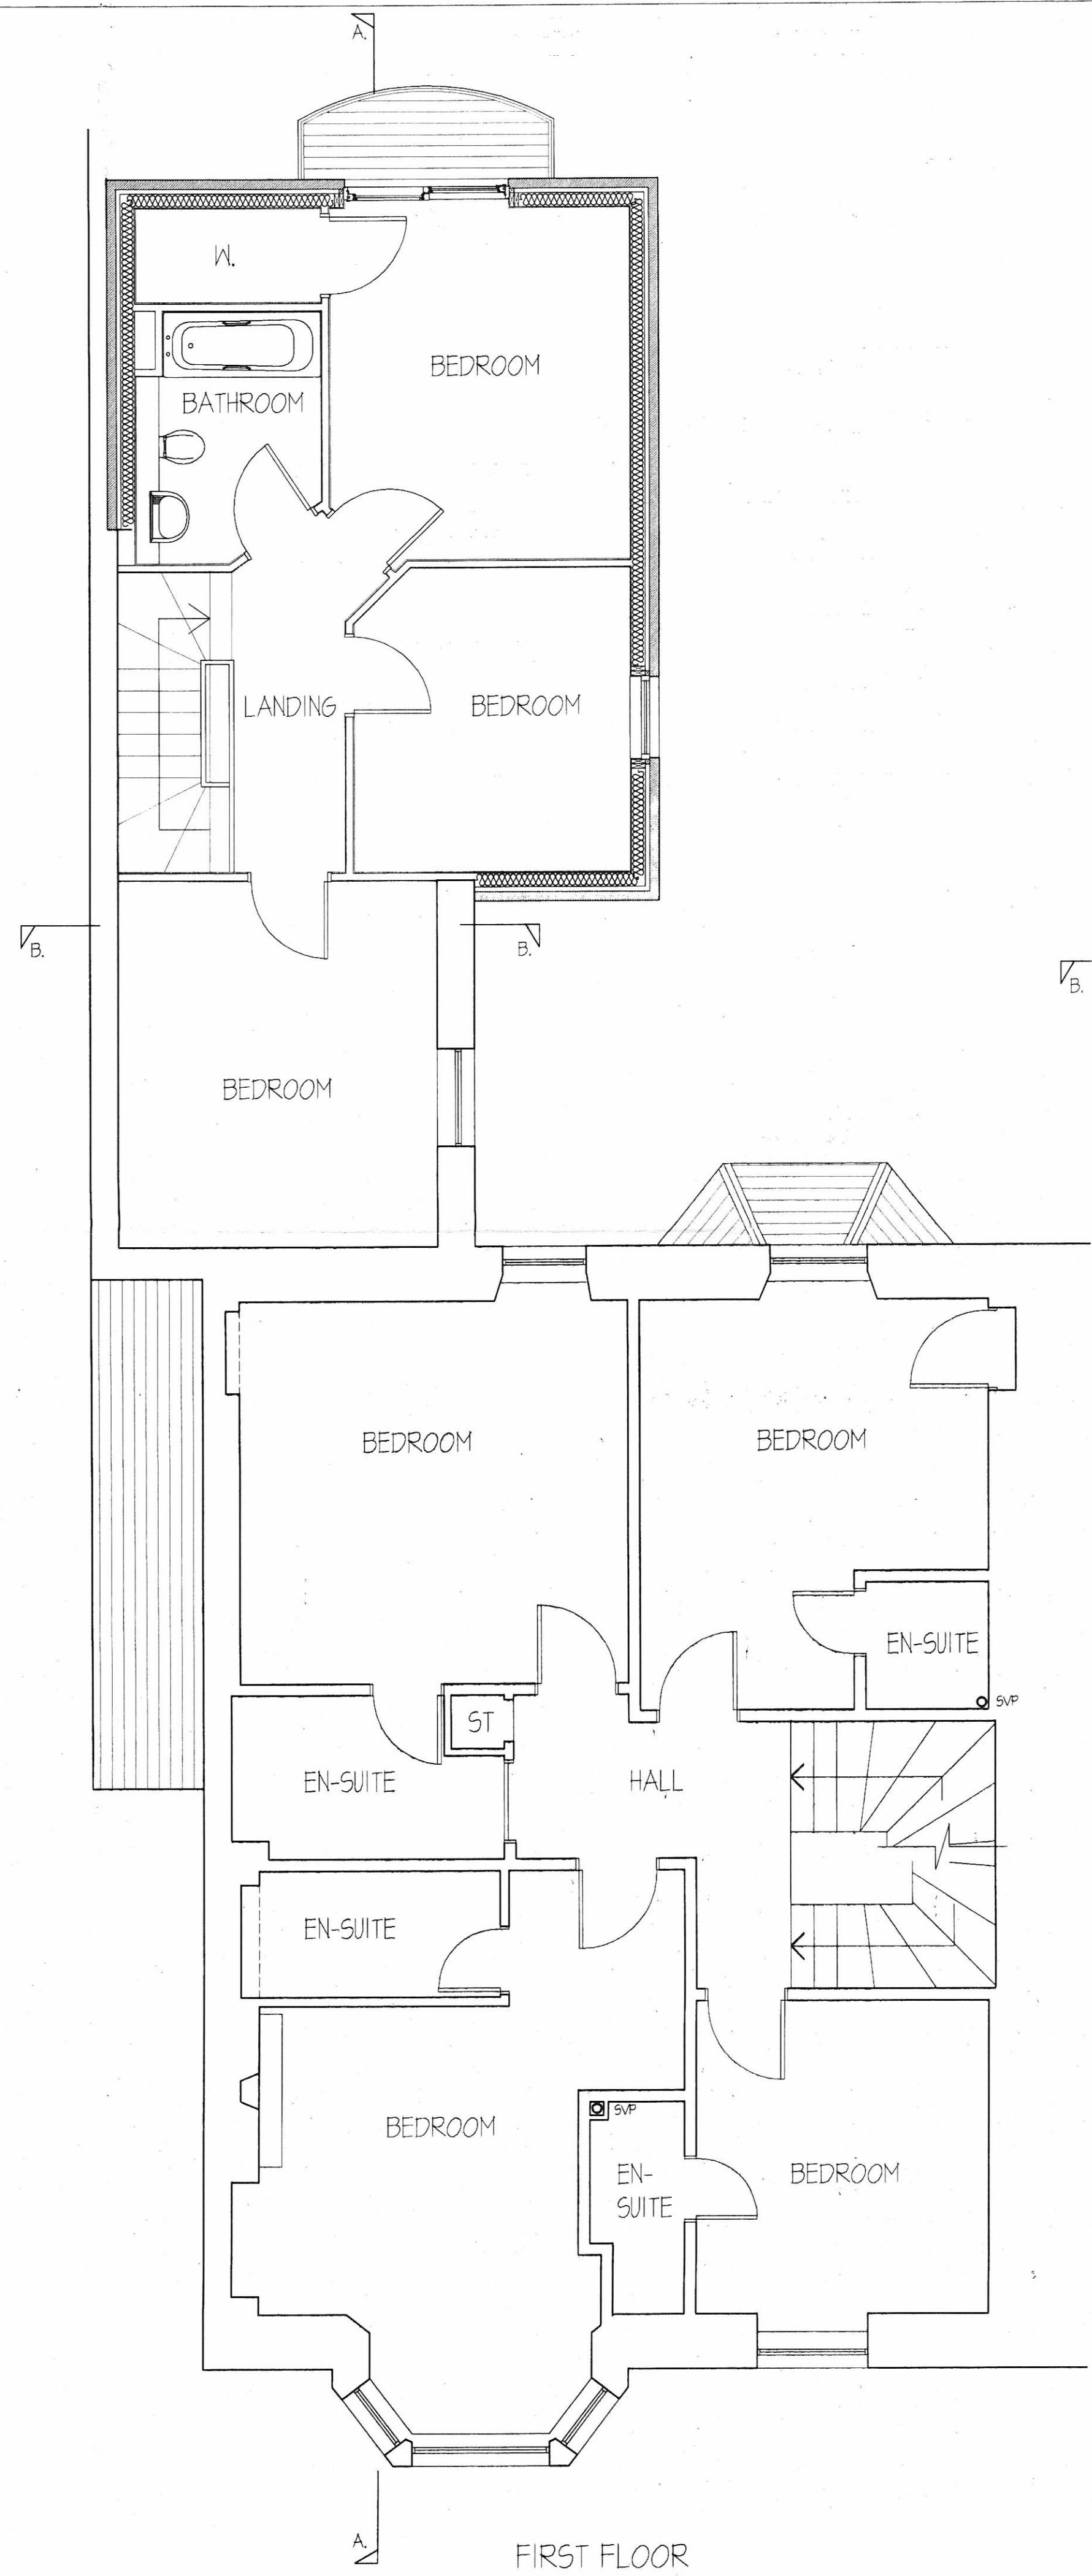 A.
W.
BEDROOM
BATHROOM
LANDING
BEDROOM
B.
B.
B.
BEDROOM
BEDROOM
BEDROOM
EN-SUITE
SVP
ST
EN-SUITE
HALL
EN-SUITE
BEDROOM
SVP
EN-
SUITE
BEDROOM
A.
FIRST FLOOR